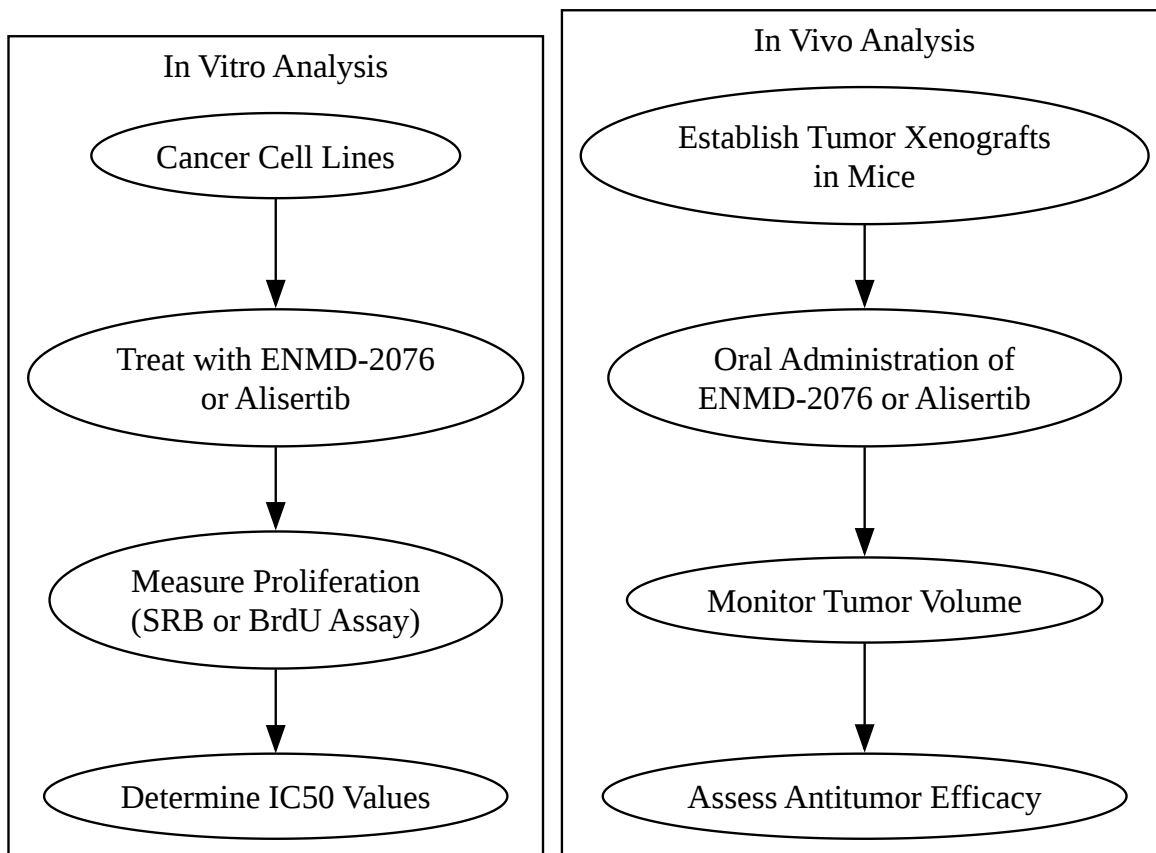 In Vitro Analysis
Cancer Cell Lines
Treat with ENMD-2076
or Alisertib
Measure Proliferation
(SRB or BrdU Assay)
Determine IC50 Values
In Vivo Analysis
Establish Tumor Xenografts
in Mice
Oral Administration of
ENMD-2076 or Alisertib
Monitor Tumor Volume
Assess Antitumor Efficacy